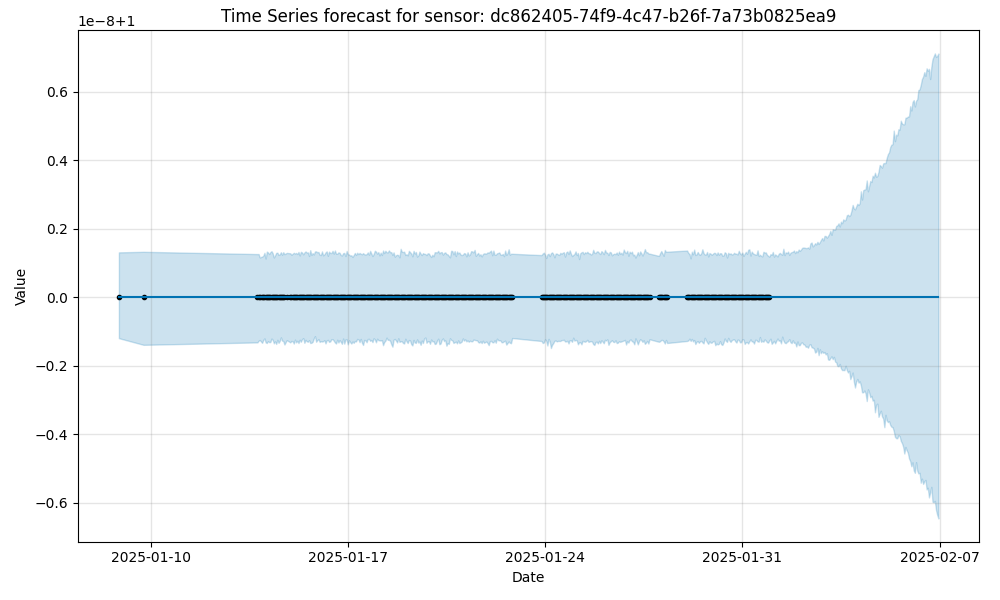 Time Series forecast for sensor: dc862405-74f9-4c47-b26f-7a73b0825ea9
1e−8+1
0.6
0.4
0.2
0.0
−0.2
−0.4
−0.6
Value
2025-01-10 2025-01-17 2025-01-24 2025-01-31 2025-02-07
Date